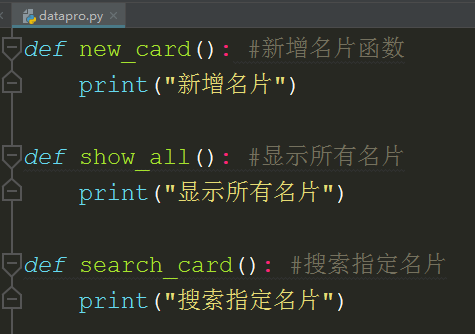 datapro.py
def new_card(): #新增名片函数
print("新增名片")
def show_all(): #显示所有名片
print("显示所有名片")
def search_card(): #搜索指定名片
print("搜索指定名片")